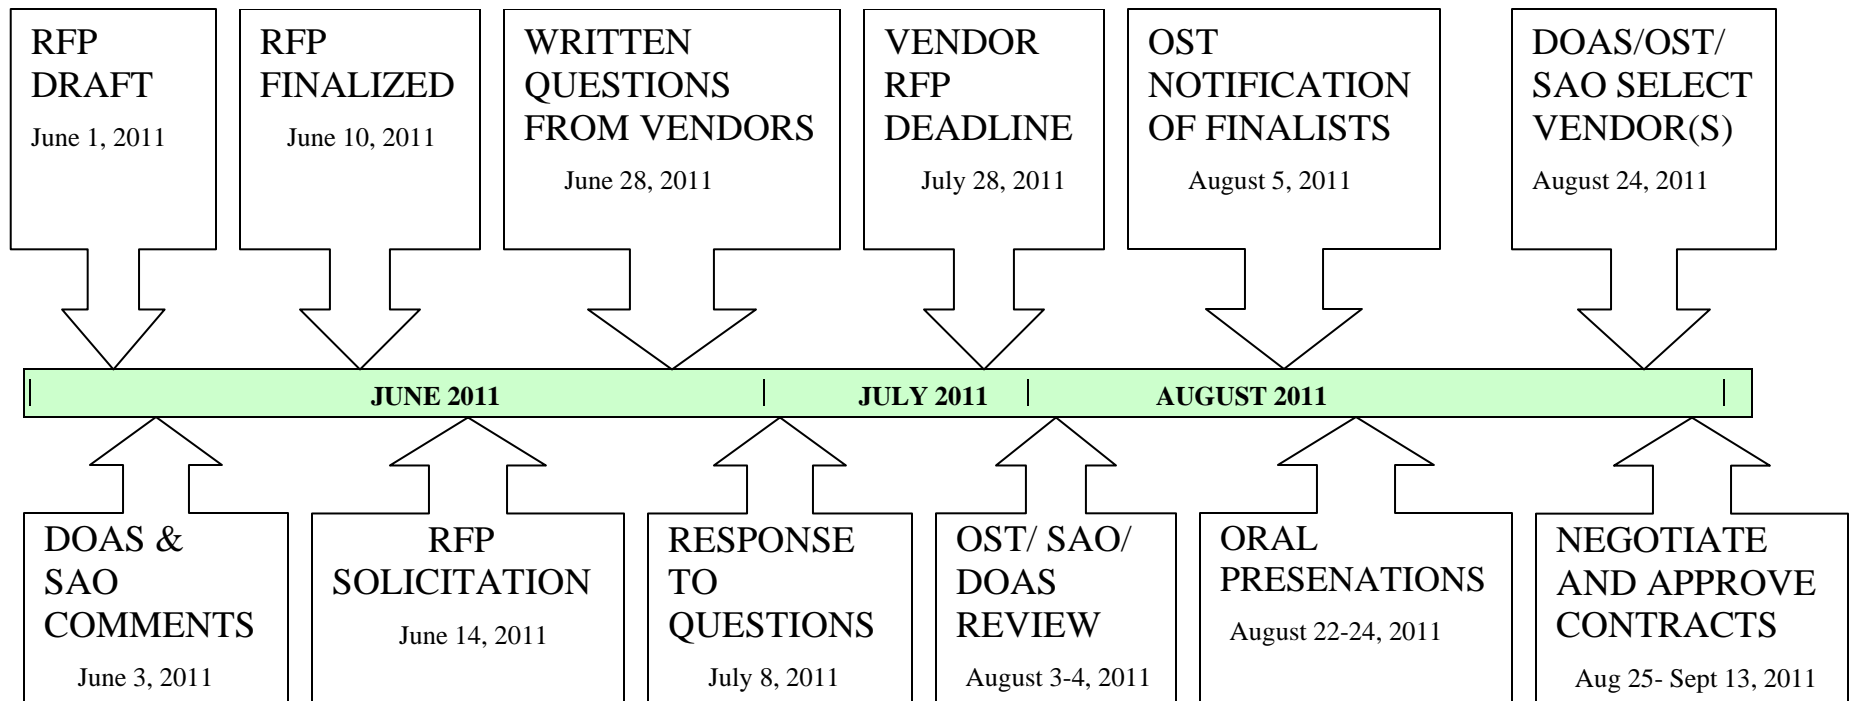 RFP
DRAFT
June 1, 2011
RFP
FINALIZED
June 10, 2011
WRITTEN
QUESTIONS
FROM VENDORS
June 28, 2011
VENDOR
RFP
DEADLINE
July 28, 2011
OST
NOTIFICATION
OF FINALISTS
August 5, 2011
DOAS/OST/
SAO SELECT
VENDOR(S)
August 24, 2011
JUNE 2011
JULY 2011
AUGUST 2011
DOAS &
SAO
COMMENTS
June 3, 2011
RFP
SOLICITATION
June 14, 2011
RESPONSE
TO
QUESTIONS
July 8, 2011
OST/ SAO/
DOAS
REVIEW
August 3-4, 2011
ORAL
PRESENATIONS
August 22-24, 2011
NEGOTIATE
AND APPROVE
CONTRACTS
Aug 25- Sept 13, 2011